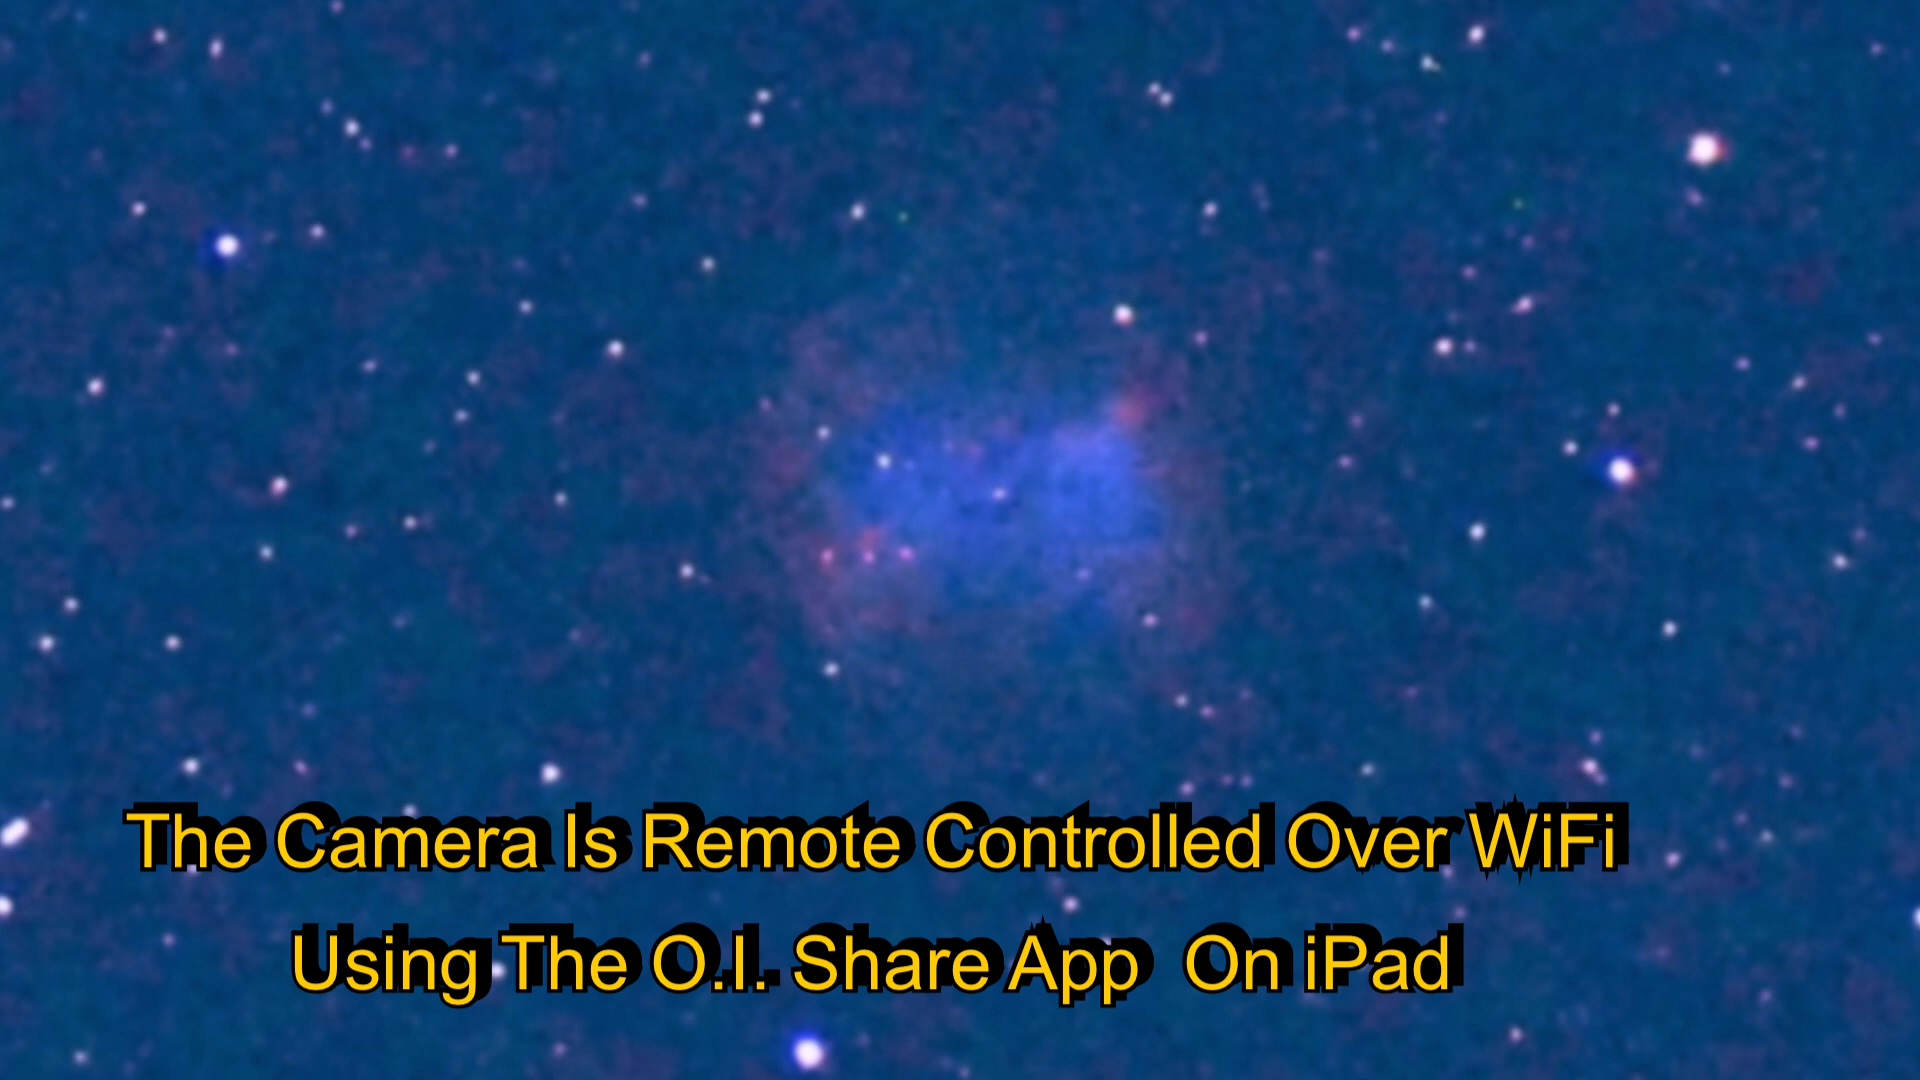 The Camera Is Remote Controlled Over WiFi
Using The O.I. Share App  On iPad